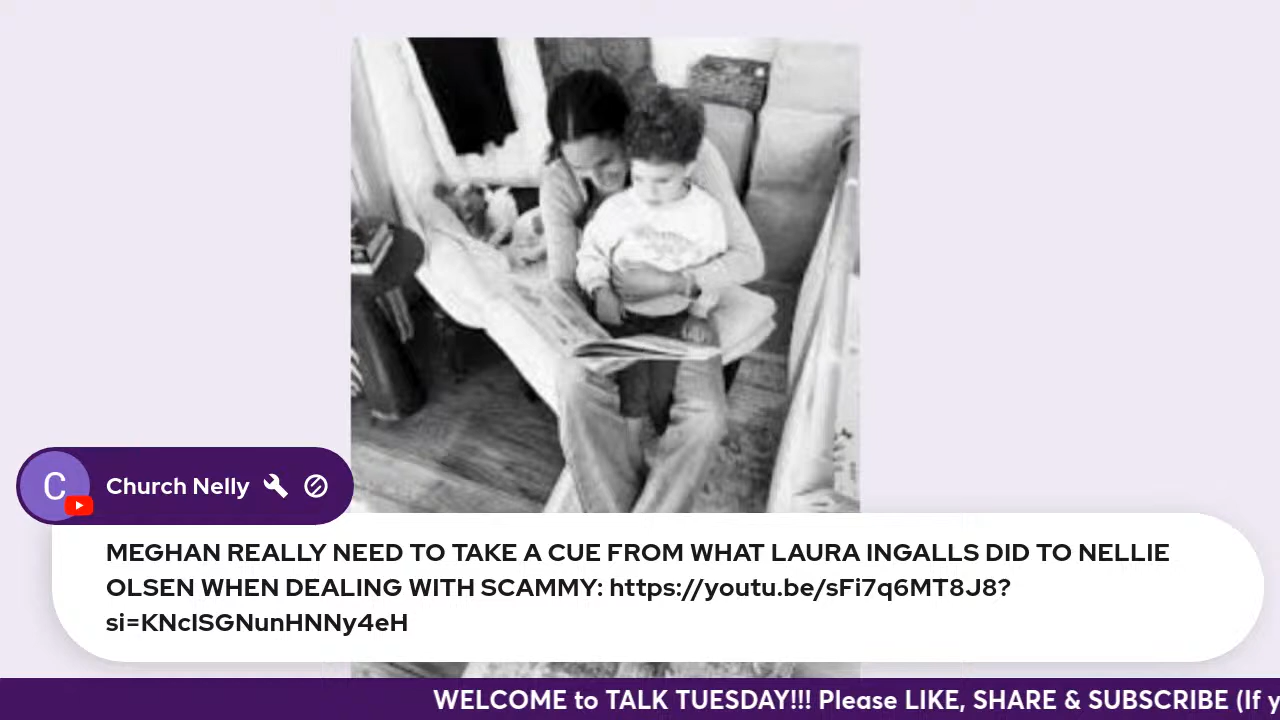 C
Church Nelly
MEGHAN REALLY NEED TO TAKE A CUE FROM WHAT LAURA INGALLS DID TO NELLIE
OLSEN WHEN DEALING WITH SCAMMY: https://youtu.be/sFi7q6MT8J8?
si=KNcISGNunHNNy4eH
WELCOME to TALK TUESDAY!!! Please LIKE, SHARE & SUBSCRIBE (If y